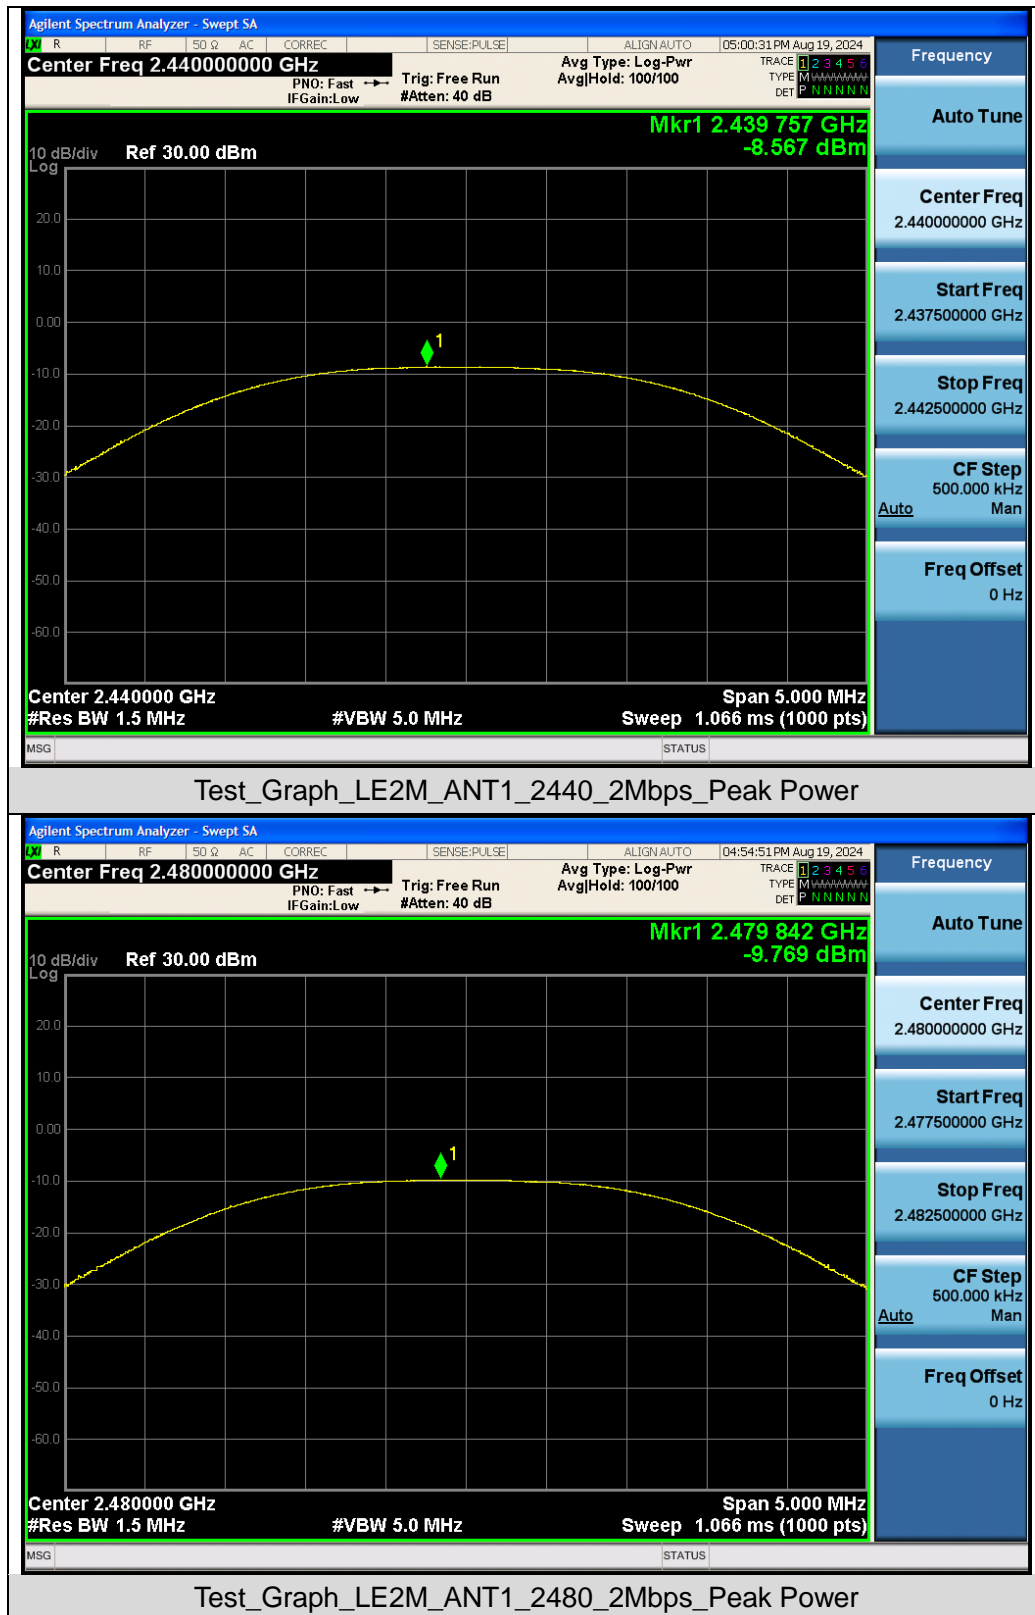 Agilent Spectrum Analyzer - Swept SA
LXI R RF 50 Ω AC CORREC SENSE:PULSE ALIGN AUTO 05:00:31 PM Aug 19, 2024
Center Freq 2.440000000 GHz
PNO: Fast
IFGain:Low
Trig: Free Run
#Atten: 40 dB
Avg Type: Log-Pwr
Avg|Hold: 100/100
TRACE 1 2 3 4 5 6
TYPE M W W W W W
DET P N N N N N
Mkr1 2.439 757 GHz
-8.567 dBm
10 dB/div Ref 30.00 dBm
Log
20.0
10.0
0.00
1
-10.0
-20.0
-30.0
-40.0
-50.0
-60.0
Center 2.440000 GHz Span 5.000 MHz
#Res BW 1.5 MHz #VBW 5.0 MHz Sweep 1.066 ms (1000 pts)
MSG STATUS
Frequency
Auto Tune
Center Freq
2.440000000 GHz
Start Freq
2.437500000 GHz
Stop Freq
2.442500000 GHz
CF Step
500.000 kHz
Auto Man
Freq Offset
0 Hz
Test_Graph_LE2M_ANT1_2440_2Mbps_Peak Power
Agilent Spectrum Analyzer - Swept SA
LXI R RF 50 Ω AC CORREC SENSE:PULSE ALIGN AUTO 04:54:51 PM Aug 19, 2024
Center Freq 2.480000000 GHz
PNO: Fast
IFGain:Low
Trig: Free Run
#Atten: 40 dB
Avg Type: Log-Pwr
Avg|Hold: 100/100
TRACE 1 2 3 4 5 6
TYPE M W W W W W
DET P N N N N N
Mkr1 2.479 842 GHz
-9.769 dBm
10 dB/div Ref 30.00 dBm
Log
20.0
10.0
0.00
1
-10.0
-20.0
-30.0
-40.0
-50.0
-60.0
Center 2.480000 GHz Span 5.000 MHz
#Res BW 1.5 MHz #VBW 5.0 MHz Sweep 1.066 ms (1000 pts)
MSG STATUS
Frequency
Auto Tune
Center Freq
2.480000000 GHz
Start Freq
2.477500000 GHz
Stop Freq
2.482500000 GHz
CF Step
500.000 kHz
Auto Man
Freq Offset
0 Hz
Test_Graph_LE2M_ANT1_2480_2Mbps_Peak Power